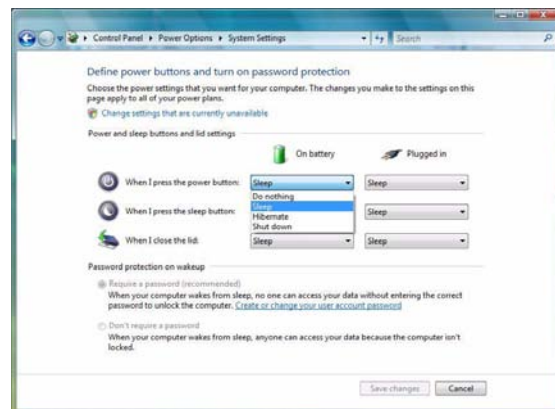 Control Panel ▸ Power Options ▸ System Settings
Search
Define power buttons and turn on password protection
Choose the power settings that you want for your computer. The changes you make to the settings on this
page apply to all of your power plans.
Change settings that are currently unavailable
Power and sleep buttons and lid settings
On battery Plugged in
When I press the power button: Sleep Sleep
Do nothing
Sleep
Hibernate
Shut down
When I press the sleep button: Sleep
When I close the lid: Sleep Sleep
Password protection on wakeup
Require a password (recommended)
When your computer wakes from sleep, no one can access your data without entering the correct
password to unlock the computer. Create or change your user account password
Don't require a password
When your computer wakes from sleep, anyone can access your data because the computer isn't
locked.
Save changes Cancel